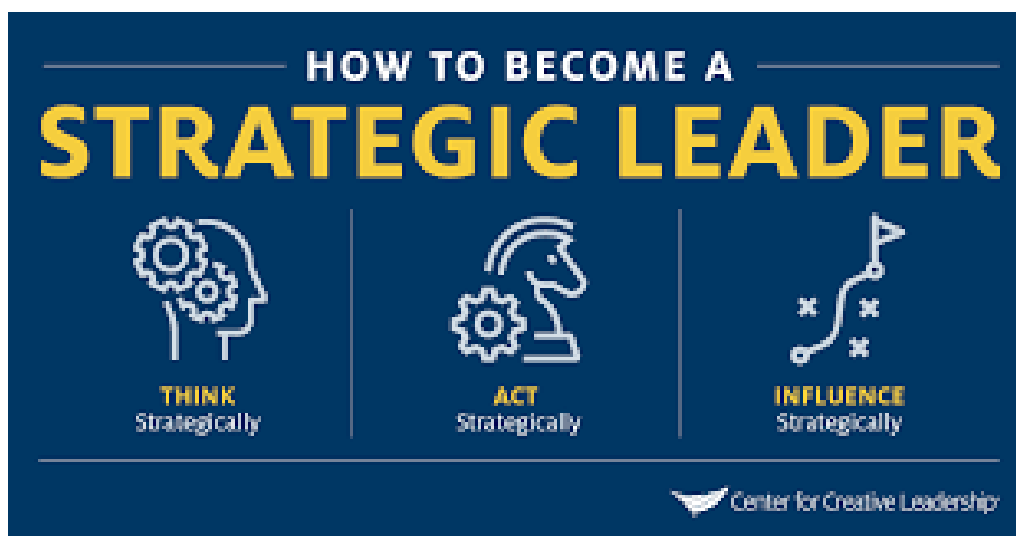 HOW TO BECOME A
STRATEGIC LEADER
THINK
Strategically
ACT
Strategically
INFLUENCE
Strategically
Center for Creative Leadership